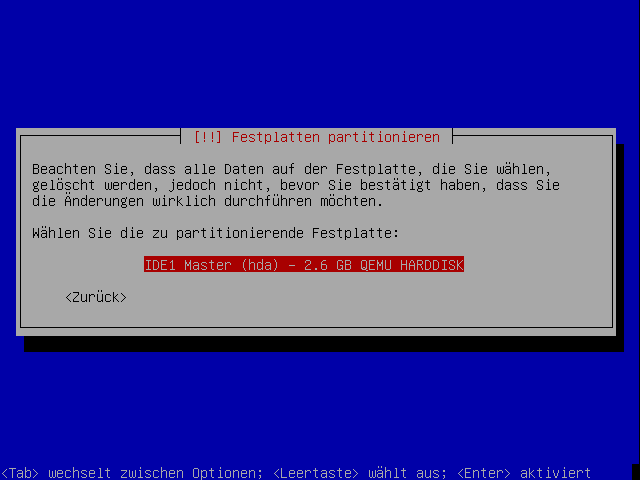 [!!] Festplatten partitionieren
Beachten Sie, dass alle Daten auf der Festplatte, die Sie wählen,
gelöscht werden, jedoch nicht, bevor Sie bestätigt haben, dass Sie
die Änderungen wirklich durchführen möchten.
Wählen Sie die zu partitionierende Festplatte:
IDE1 Master (hda) - 2.6 GB QEMU HARDDISK
<Zurück>
<Tab> wechselt zwischen Optionen; <Leertaste> wählt aus; <Enter> aktiviert